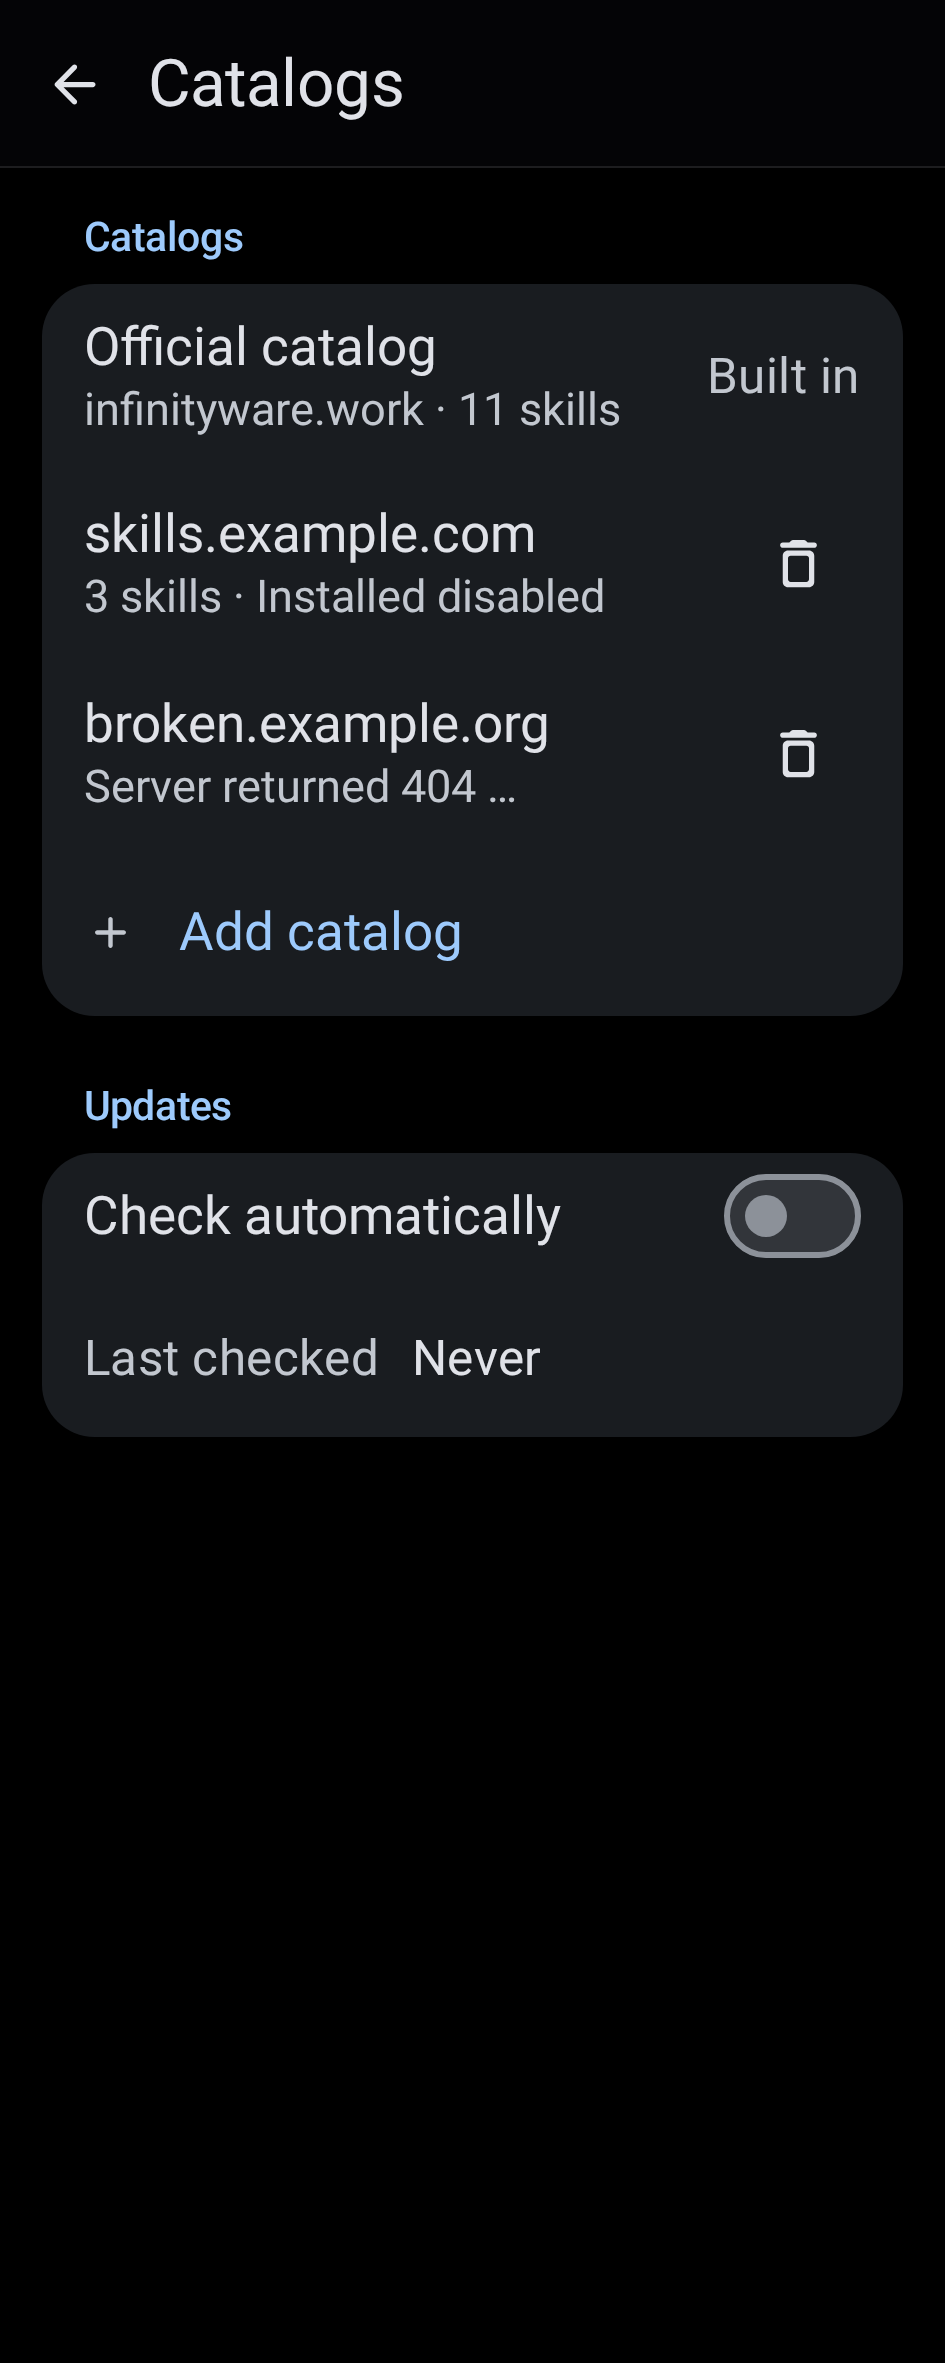 Catalogs
Catalogs
Official catalog
infinityware.work · 11 skills
Built in
skills.example.com
3 skills · Installed disabled
broken.example.org
Server returned 404 …
Add catalog
Updates
Check automatically
Last checked Never